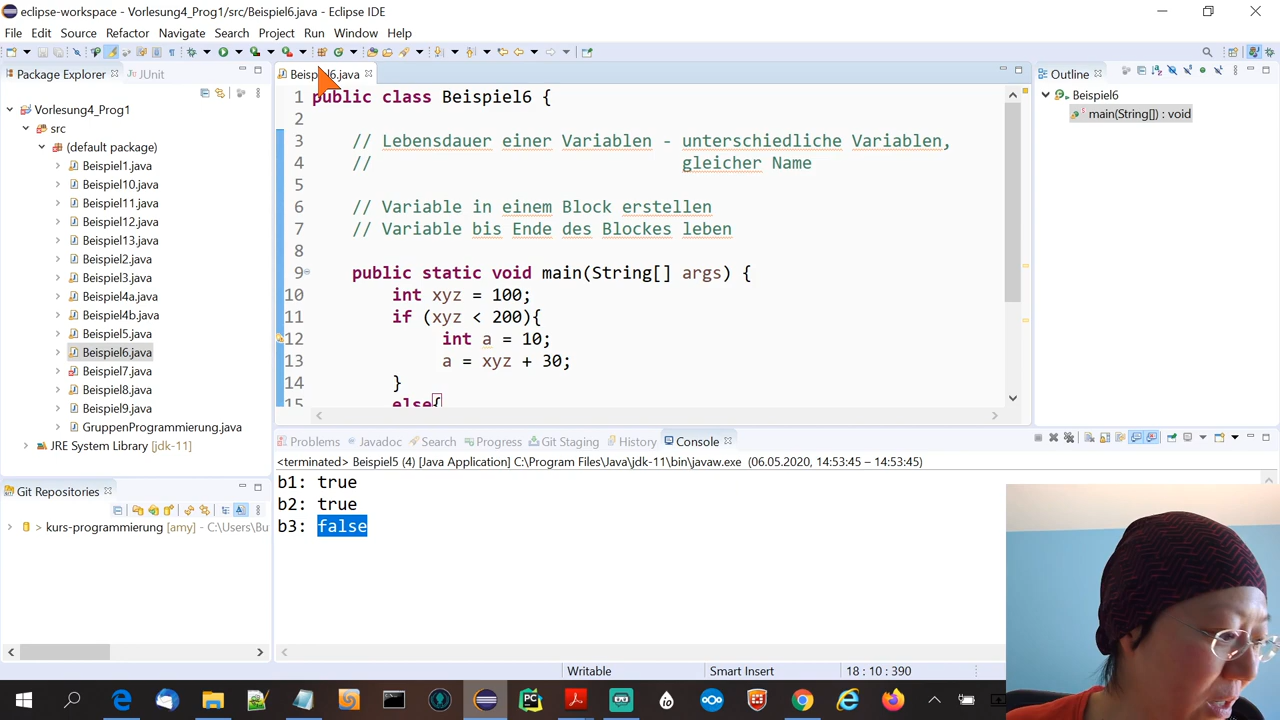 eclipse-workspace - Vorlesung4_Prog1/src/Beispiel6.java - Eclipse IDE
File Edit Source Refactor Navigate Search Project Run Window Help
Package Explorer JUnit
Vorlesung4_Prog1
src
(default package)
Beispiel1.java
Beispiel10.java
Beispiel11.java
Beispiel12.java
Beispiel13.java
Beispiel2.java
Beispiel3.java
Beispiel4a.java
Beispiel4b.java
Beispiel5.java
Beispiel6.java
Beispiel7.java
Beispiel8.java
Beispiel9.java
GruppenProgrammierung.java
JRE System Library [jdk-11]
Git Repositories
> kurs-programmierung [amy] - C:\Users\Bu
Beispiel6.java
1 public class Beispiel6 {
2
3 // Lebensdauer einer Variablen - unterschiedliche Variablen,
4 // gleicher Name
5
6 // Variable in einem Block erstellen
7 // Variable bis Ende des Blockes leben
8
9 public static void main(String[] args) {
10 int xyz = 100;
11 if (xyz < 200){
12 int a = 10;
13 a = xyz + 30;
14 }
15 else{
Outline
Beispiel6
main(String[]) : void
Problems Javadoc Search Progress Git Staging History Console
<terminated> Beispiel5 (4) [Java Application] C:\Program Files\Java\jdk-11\bin\javaw.exe (06.05.2020, 14:53:45 – 14:53:45)
b1: true
b2: true
b3: false
Writable Smart Insert 18 : 10 : 390